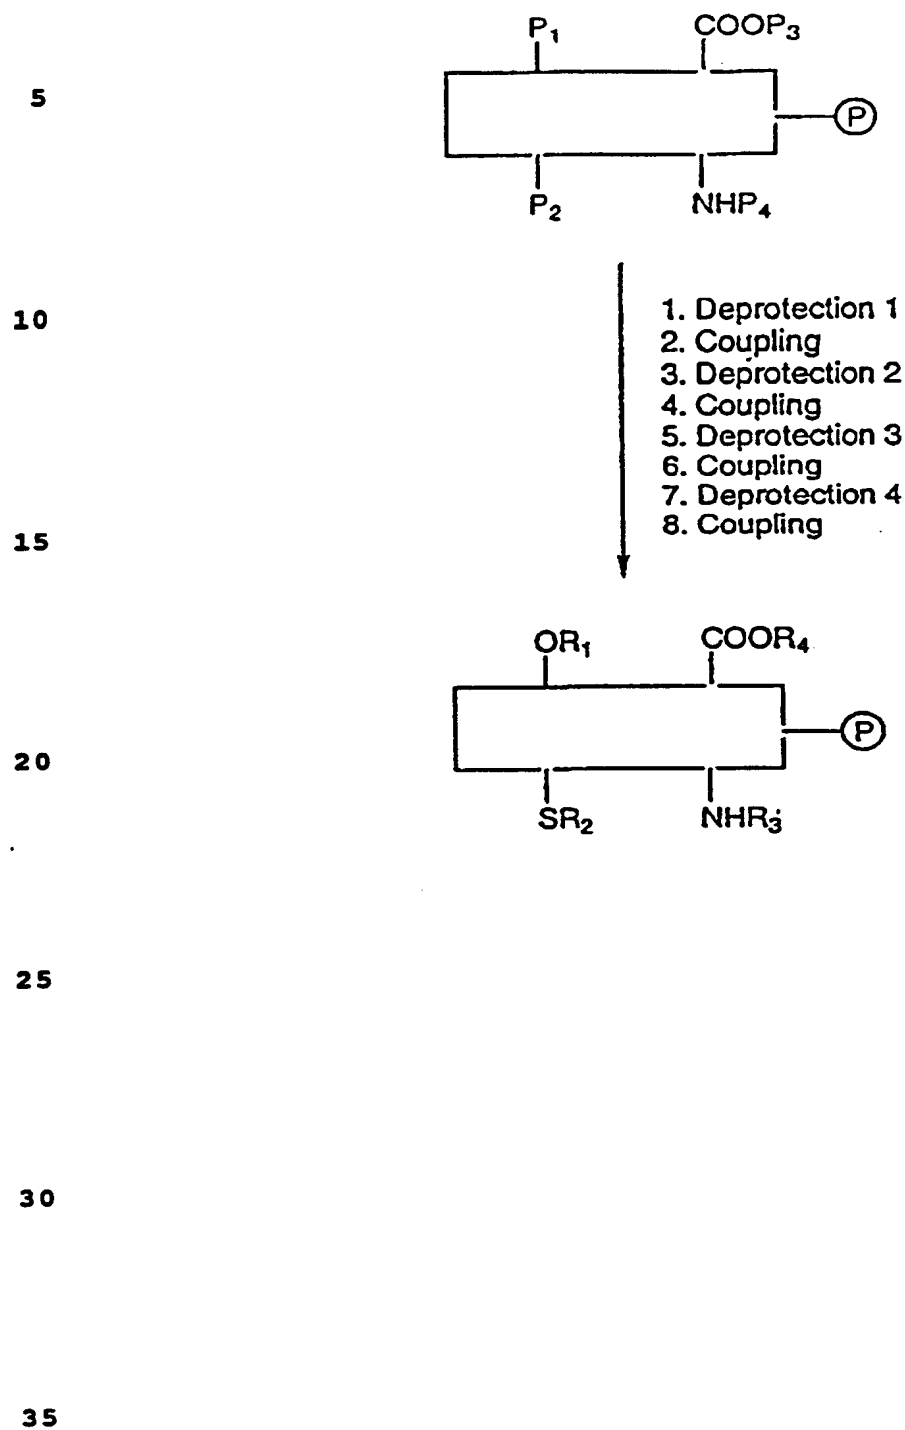 P₁ COOP₃
5
P
P₂ NHP₄
10
1. Deprotection 1
2. Coupling
3. Deprotection 2
4. Coupling
5. Deprotection 3
6. Coupling
7. Deprotection 4
8. Coupling
15
OR₁ COOR₄
P
20
SR₂ NHR₃
25
30
35